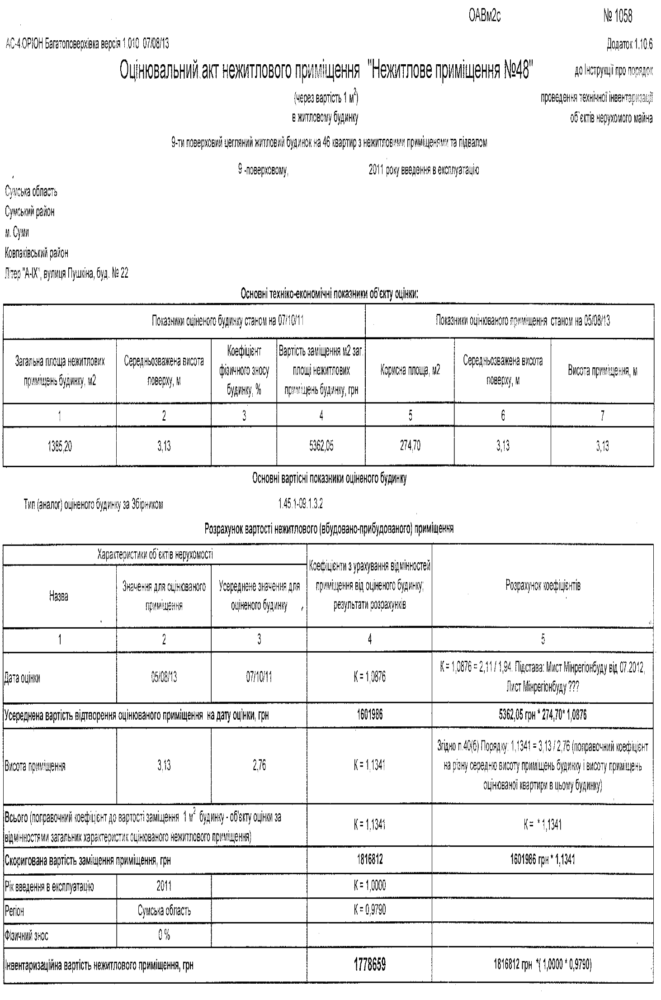 ОАВм2с № 1058
АС-4.ОРІОН Багатоповерхівка версія 1.010 07/08/13 Додаток 1.10.6
Оцінювальний акт нежитлового приміщення "Нежитлове приміщення №48" до Інструкції про порядок
(через вартість 1 м²) проведення технічної інвентаризації
в житловому будинку об`єктів нерухомого майна
9-ти поверховий цегляний житловий будинок на 46 квартир з нежитловими приміщенями та підвалом
9 -поверховому, 2011 року введення в експлуатацію
Сумська область
Сумський район
м. Суми
Ковпаківський район
Літер "А-ІХ", вулиця Пушкіна, буд. № 22
Основні техніко-економічні показники об'єкту оцінки:
Показники оціненого будинку станом на 07/10/11 Показники оцінюваного приміщення станом на 05/08/13
Загальна площа нежитлових
приміщень будинку, м2
Середньозважена висота
поверху, м
Коефіцієнт
фізичного зносу
будинку, %
Вартість заміщення м2 заг.
площі нежитлових
приміщень будинку, грн
Корисна площа, м2
Середньозважена висота
поверху, м
Висота приміщення, м
1 2 3 4 5 6 7
1385,20 3,13 5362,05 274,70 3,13 3,13
Основні вартісні показники оціненого будинку
Тип (аналог) оціненого будинку за Збірником 1.45.1-09.1.3.2
Розрахунок вартості нежитлового (вбудовано-прибудованого) приміщення
Характеристики об`єктів нерухомості
Назва
Значення для оцінюваного
приміщення
Усереднене значення для
оціненого будинку
Коефіцієнти з урахування відмінностей
приміщення від оціненого будинку;
результати розрахунків
Розрахунок коефіцієнтів
1 2 3 4 5
Дата оцінки 05/08/13 07/10/11 К = 1,0876
К = 1,0876 = 2,11 / 1,94. Підстава: Мист Мінрегіонбуду від 07.2012,
Лист Мінрегіонбуду ???
Усереднена вартість відтворення оцінюваного приміщення на дату оцінки, грн 1601986 5362,05 грн * 274,70* 1,0876
Висота приміщення 3,13 2,76 К = 1,1341
Згідно п.40(б) Порядку: 1,1341 = 3,13 / 2,76 (поправочний коефіцієнт
на різну середню висоту приміщень будинку і висоту приміщень
оцінюваної квартири в цьому будинку)
Всього (поправочний коефіцієнт до вартості заміщення 1 м² будинку - об'єкту оцінки за
відмінностями загальних характеристик оцінюваного нежитлового приміщення)
К = 1,1341 К = * 1,1341
Скоригована вартість заміщення приміщення, грн 1816812 1601986 грн * 1,1341
Рік введення в експлуатацію 2011 К = 1,0000
Регіон Сумська область К = 0,9790
Фізичний знос 0 %
Інвентаризаційна вартість нежитлового приміщення, грн 1778659 1816812 грн *( 1,0000 * 0,9790)